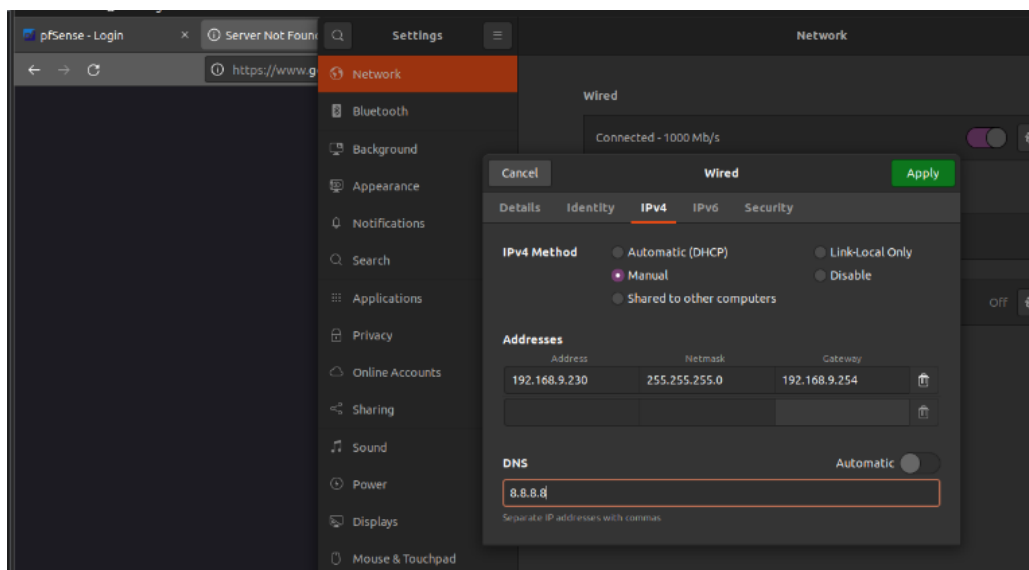 pfSense - Login × Server Not Foun
https://www.g
Settings
Network
Network
Bluetooth
Background
Appearance
Notifications
Search
Applications
Privacy
Online Accounts
Sharing
Sound
Power
Displays
Mouse & Touchpad
Wired
Connected - 1000 Mb/s
Off
Cancel Wired Apply
Details Identity IPv4 IPv6 Security
IPv4 Method Automatic (DHCP) Link-Local Only
Manual Disable
Shared to other computers
Addresses
Address Netmask Gateway
192.168.9.230 255.255.255.0 192.168.9.254
DNS Automatic
8.8.8.8
Separate IP addresses with commas